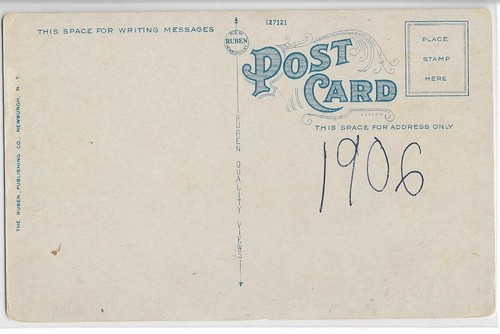 THIS SPACE FOR WRITING MESSAGES
RUBEN
127121
POST CARD
PLACE
STAMP
HERE
THIS SPACE FOR ADDRESS ONLY
1906
THE RUBEN PUBLISHING CO., NEWBURGH, N. Y.
RUBEN QUALITY VIEWS